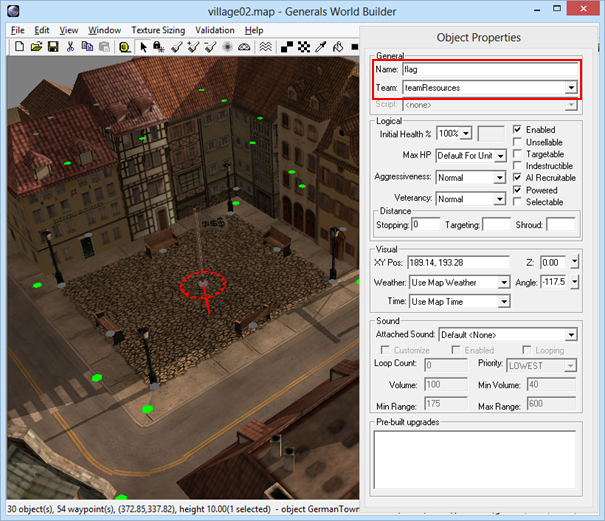 village02.map - Generals World Builder
File Edit View Window Texture Sizing Validation Help
Object Properties
General
Name: flag
Team: teamResources
Script: <none>
Logical
Initial Health % 100%
Enabled
Unsellable
Max HP Default For Unit
Targetable
Indestructible
Aggressiveness: Normal
AI Recruitable
Powered
Veterancy: Normal
Selectable
Distance
Stopping: 0 Targeting: Shroud:
Visual
XY Pos: 189.14, 193.28 Z: 0.00
Weather: Use Map Weather Angle: -117.5
Time: Use Map Time
Sound
Attached Sound: Default <None>
Customize Enabled Looping
Loop Count: 0 Priority: LOWEST
Volume: 100 Min Volume: 40
Min Range: 175 Max Range: 600
Pre-built upgrades
30 object(s), 54 waypoint(s), (372.85,337.82), height 10.00(1 selected) - object GermanTown